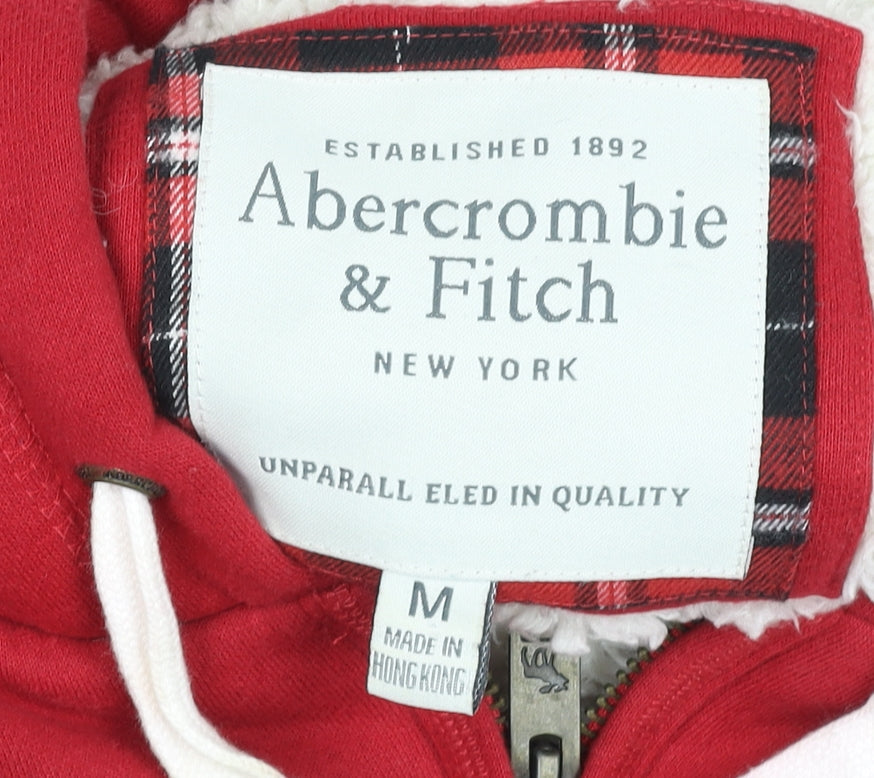 ESTABLISHED 1892
Abercrombie
& Fitch
NEW YORK
UNPARALL ELED IN QUALITY
M
MADE IN
HONG KONG